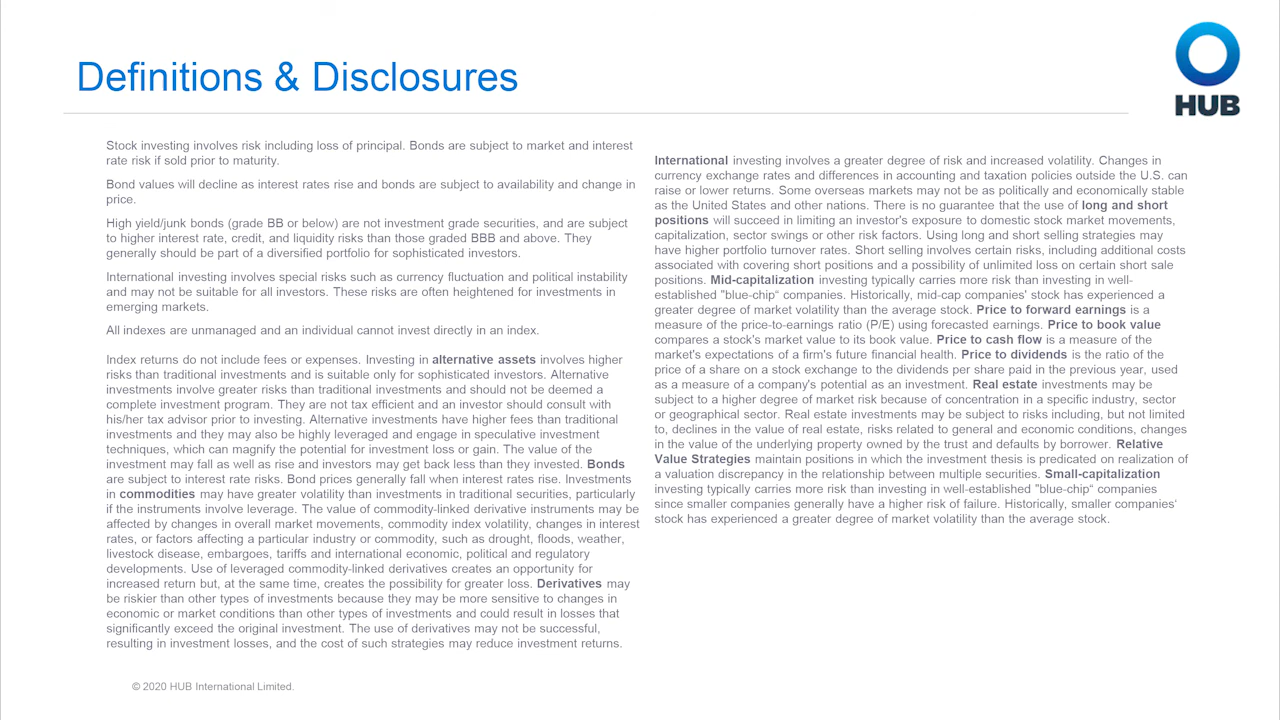 Definitions & Disclosures
HUB
Stock investing involves risk including loss of principal. Bonds are subject to market and interest
rate risk if sold prior to maturity.
Bond values will decline as interest rates rise and bonds are subject to availability and change in
price.
High yield/junk bonds (grade BB or below) are not investment grade securities, and are subject
to higher interest rate, credit, and liquidity risks than those graded BBB and above. They
generally should be part of a diversified portfolio for sophisticated investors.
International investing involves special risks such as currency fluctuation and political instability
and may not be suitable for all investors. These risks are often heightened for investments in
emerging markets.
All indexes are unmanaged and an individual cannot invest directly in an index.
Index returns do not include fees or expenses. Investing in alternative assets involves higher
risks than traditional investments and is suitable only for sophisticated investors. Alternative
investments involve greater risks than traditional investments and should not be deemed a
complete investment program. They are not tax efficient and an investor should consult with
his/her tax advisor prior to investing. Alternative investments have higher fees than traditional
investments and they may also be highly leveraged and engage in speculative investment
techniques, which can magnify the potential for investment loss or gain. The value of the
investment may fall as well as rise and investors may get back less than they invested. Bonds
are subject to interest rate risks. Bond prices generally fall when interest rates rise. Investments
in commodities may have greater volatility than investments in traditional securities, particularly
if the instruments involve leverage. The value of commodity-linked derivative instruments may be
affected by changes in overall market movements, commodity index volatility, changes in interest
rates, or factors affecting a particular industry or commodity, such as drought, floods, weather,
livestock disease, embargoes, tariffs and international economic, political and regulatory
developments. Use of leveraged commodity-linked derivatives creates an opportunity for
increased return but, at the same time, creates the possibility for greater loss. Derivatives may
be riskier than other types of investments because they may be more sensitive to changes in
economic or market conditions than other types of investments and could result in losses that
significantly exceed the original investment. The use of derivatives may not be successful,
resulting in investment losses, and the cost of such strategies may reduce investment returns.
International investing involves a greater degree of risk and increased volatility. Changes in
currency exchange rates and differences in accounting and taxation policies outside the U.S. can
raise or lower returns. Some overseas markets may not be as politically and economically stable
as the United States and other nations. There is no guarantee that the use of long and short
positions will succeed in limiting an investor's exposure to domestic stock market movements,
capitalization, sector swings or other risk factors. Using long and short selling strategies may
have higher portfolio turnover rates. Short selling involves certain risks, including additional costs
associated with covering short positions and a possibility of unlimited loss on certain short sale
positions. Mid-capitalization investing typically carries more risk than investing in well-
established "blue-chip“ companies. Historically, mid-cap companies' stock has experienced a
greater degree of market volatility than the average stock. Price to forward earnings is a
measure of the price-to-earnings ratio (P/E) using forecasted earnings. Price to book value
compares a stock's market value to its book value. Price to cash flow is a measure of the
market's expectations of a firm's future financial health. Price to dividends is the ratio of the
price of a share on a stock exchange to the dividends per share paid in the previous year, used
as a measure of a company's potential as an investment. Real estate investments may be
subject to a higher degree of market risk because of concentration in a specific industry, sector
or geographical sector. Real estate investments may be subject to risks including, but not limited
to, declines in the value of real estate, risks related to general and economic conditions, changes
in the value of the underlying property owned by the trust and defaults by borrower. Relative
Value Strategies maintain positions in which the investment thesis is predicated on realization of
a valuation discrepancy in the relationship between multiple securities. Small-capitalization
investing typically carries more risk than investing in well-established "blue-chip“ companies
since smaller companies generally have a higher risk of failure. Historically, smaller companies'
stock has experienced a greater degree of market volatility than the average stock.
© 2020 HUB International Limited.